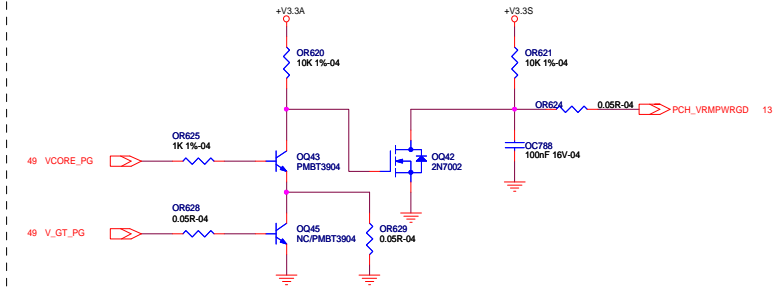 +V3.3A
+V3.3S
OR620
10K 1%-04
OR621
10K 1%-04
OR624
0.05R-04
PCH_VRMPWRGD 13
OR625
1K 1%-04
OC788
100nF 16V-04
49 VCORE_PG
OQ43
PMBT3904
OQ42
2N7002
OR628
0.05R-04
49 V_GT_PG
OQ45
NC/PMBT3904
OR629
0.05R-04